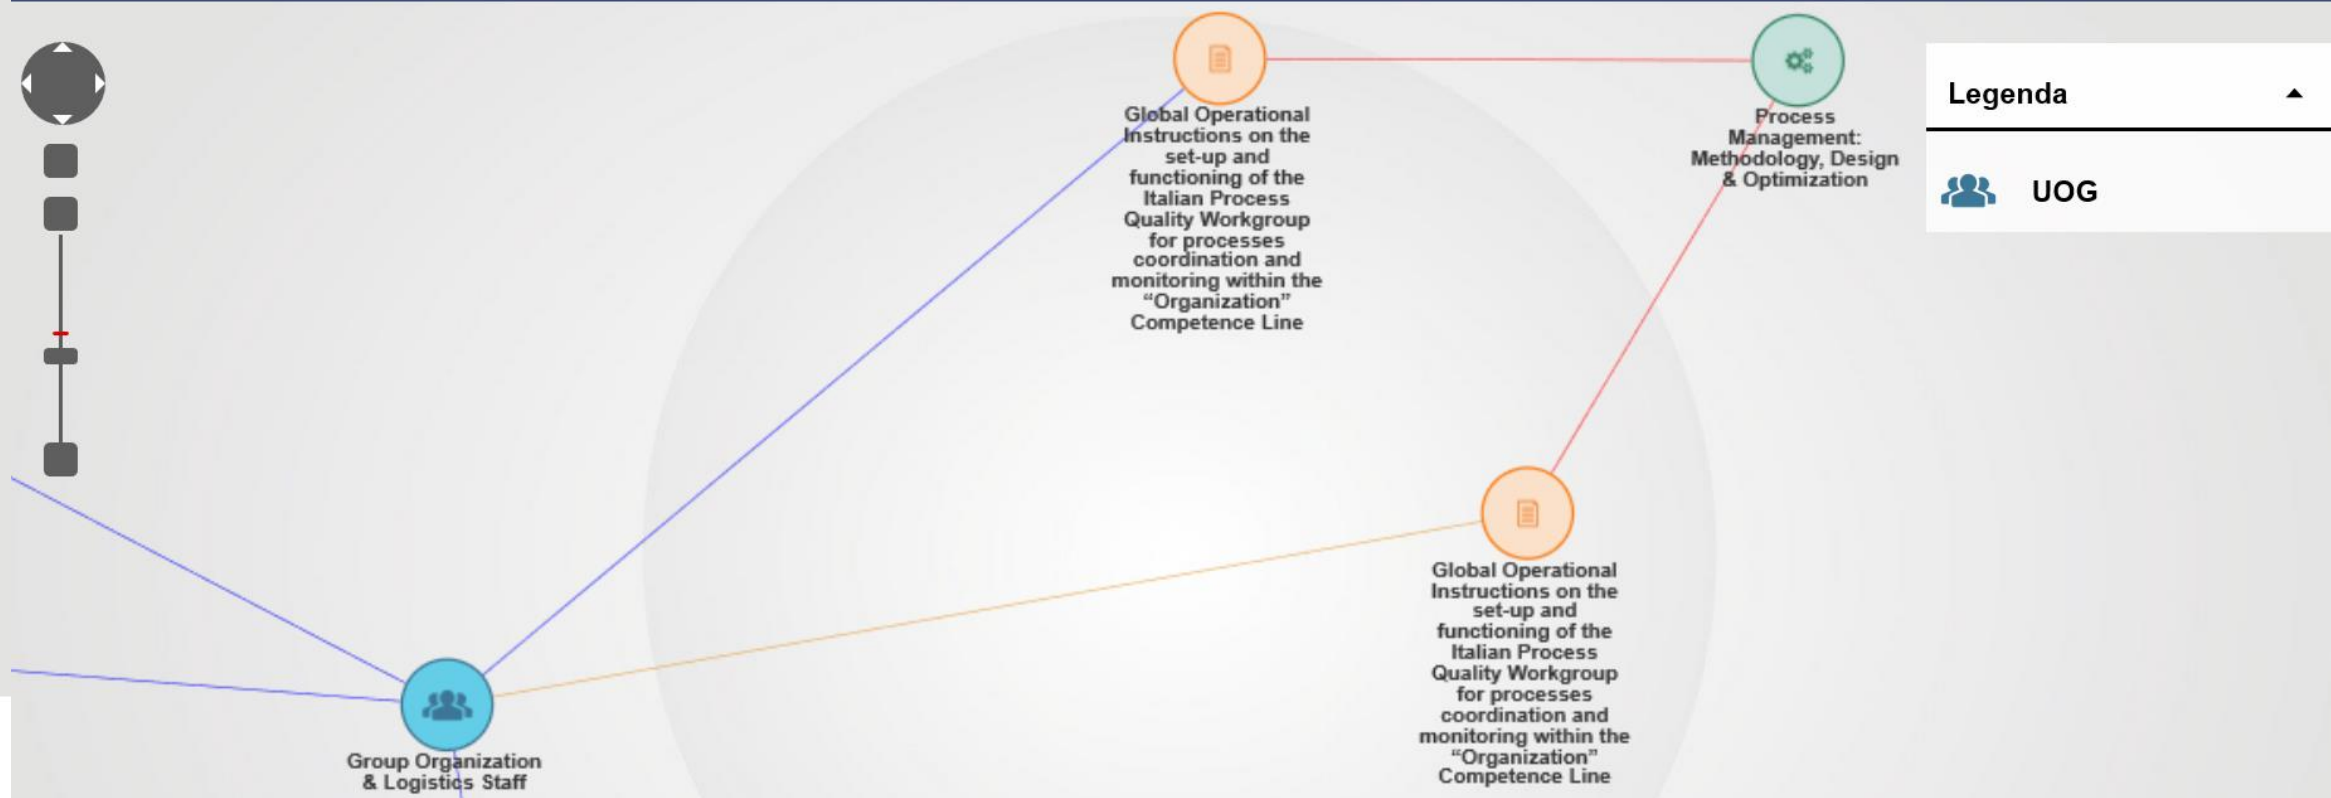 Global Operational
Instructions on the
set-up and
functioning of the
Italian Process
Quality Workgroup
for processes
coordination and
monitoring within the
“Organization”
Competence Line
Process
Management:
Methodology, Design
& Optimization
Legenda
UOG
Global Operational
Instructions on the
set-up and
functioning of the
Italian Process
Quality Workgroup
for processes
coordination and
monitoring within the
“Organization”
Competence Line
Group Organization
& Logistics Staff